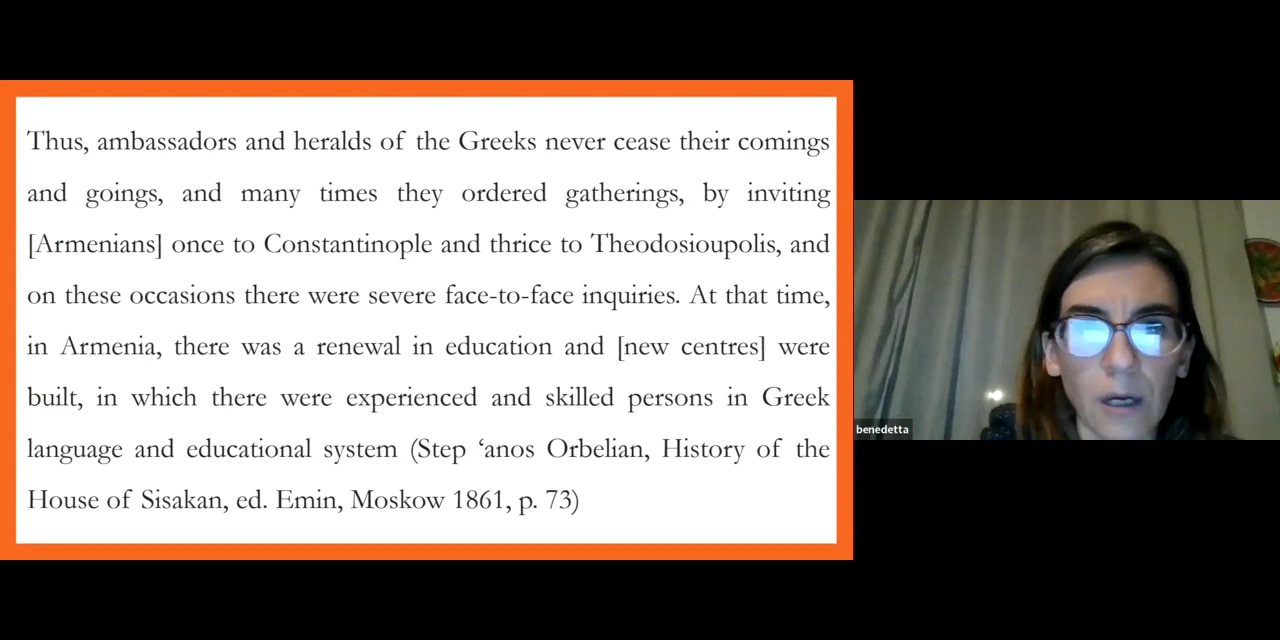 Thus, ambassadors and heralds of the Greeks never cease their comings
and goings, and many times they ordered gatherings, by inviting
[Armenians] once to Constantinople and thrice to Theodosioupolis, and
on these occasions there were severe face-to-face inquiries. At that time,
in Armenia, there was a renewal in education and [new centres] were
built, in which there were experienced and skilled persons in Greek
language and educational system (Step ‘anos Orbelian, History of the
House of Sisakan, ed. Emin, Moskow 1861, p. 73)
benedetta